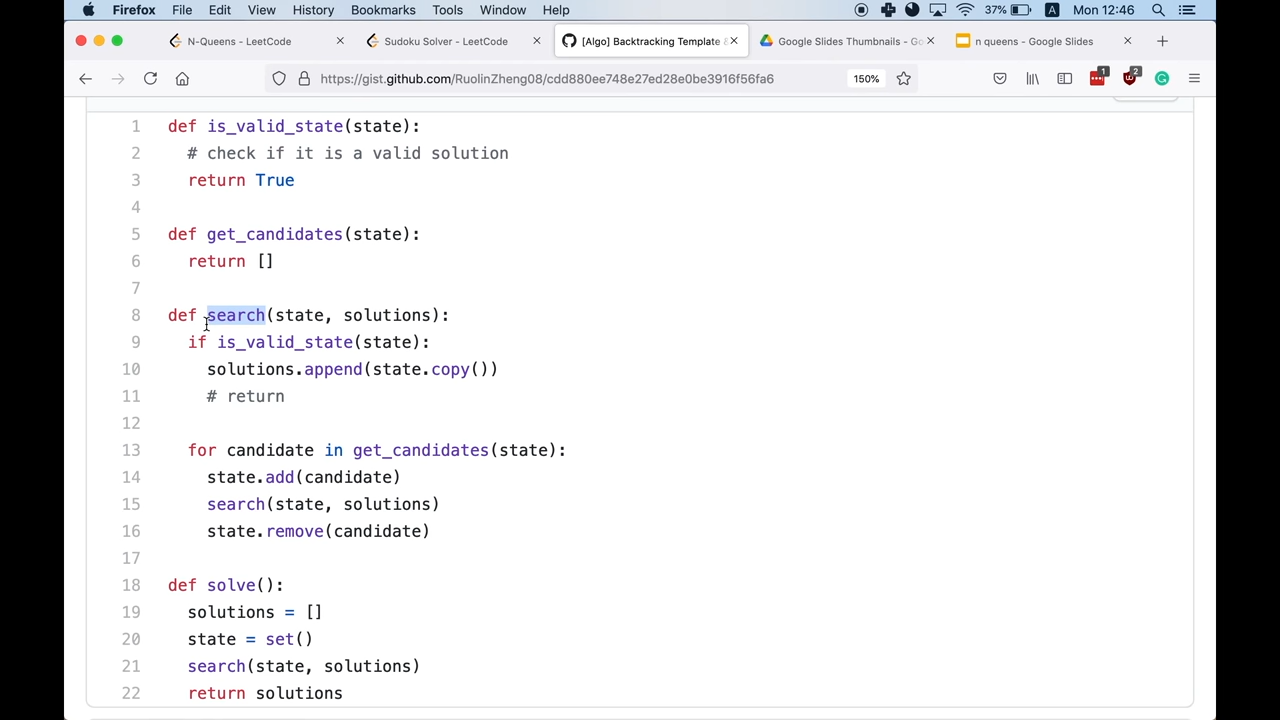 Firefox File Edit View History Bookmarks Tools Window Help 37% A Mon 12:46
N-Queens - LeetCode Sudoku Solver - LeetCode [Algo] Backtracking Template Google Slides Thumbnails - Go n queens - Google Slides
https://gist.github.com/RuolinZheng08/cdd880ee748e27ed28e0be3916f56fa6 150% 1 2
1 def is_valid_state(state):
2 # check if it is a valid solution
3 return True
4
5 def get_candidates(state):
6 return []
7
8 def search(state, solutions):
9 if is_valid_state(state):
10 solutions.append(state.copy())
11 # return
12
13 for candidate in get_candidates(state):
14 state.add(candidate)
15 search(state, solutions)
16 state.remove(candidate)
17
18 def solve():
19 solutions = []
20 state = set()
21 search(state, solutions)
22 return solutions